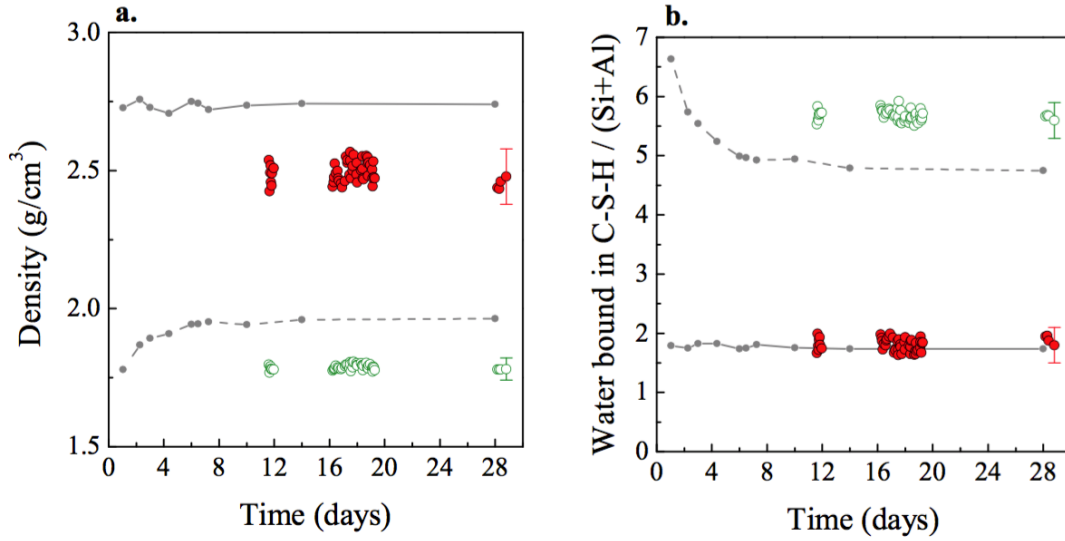 a.
3.0
2.5
2.0
1.5
Density (g/cm³)
0 4 8 12 16 20 24 28
Time (days)
b.
7
6
5
4
3
2
1
0
Water bound in C-S-H / (Si+Al)
0 4 8 12 16 20 24 28
Time (days)